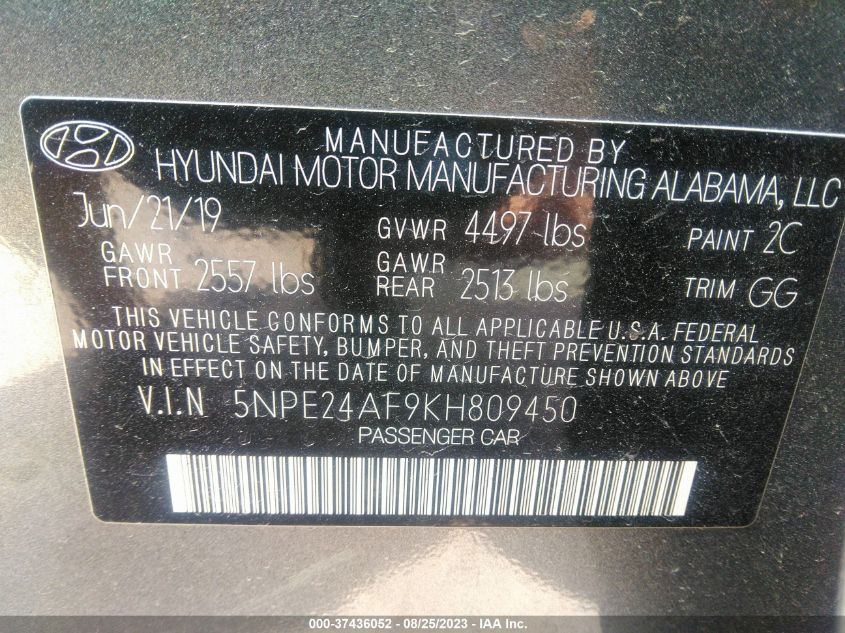 MANUFACTURED BY
HYUNDAI MOTOR MANUFACTURING ALABAMA, LLC
Jun/21/19 GVWR 4497 lbs PAINT 2C
GAWR FRONT 2557 lbs GAWR REAR 2513 lbs TRIM GG
THIS VEHICLE CONFORMS TO ALL APPLICABLE U.S.A. FEDERAL
MOTOR VEHICLE SAFETY, BUMPER, AND THEFT PREVENTION STANDARDS
IN EFFECT ON THE DATE OF MANUFACTURE SHOWN ABOVE.
V.I.N 5NPE24AF9KH809450
PASSENGER CAR
000-37436052 - 08/25/2023 - IAA Inc.